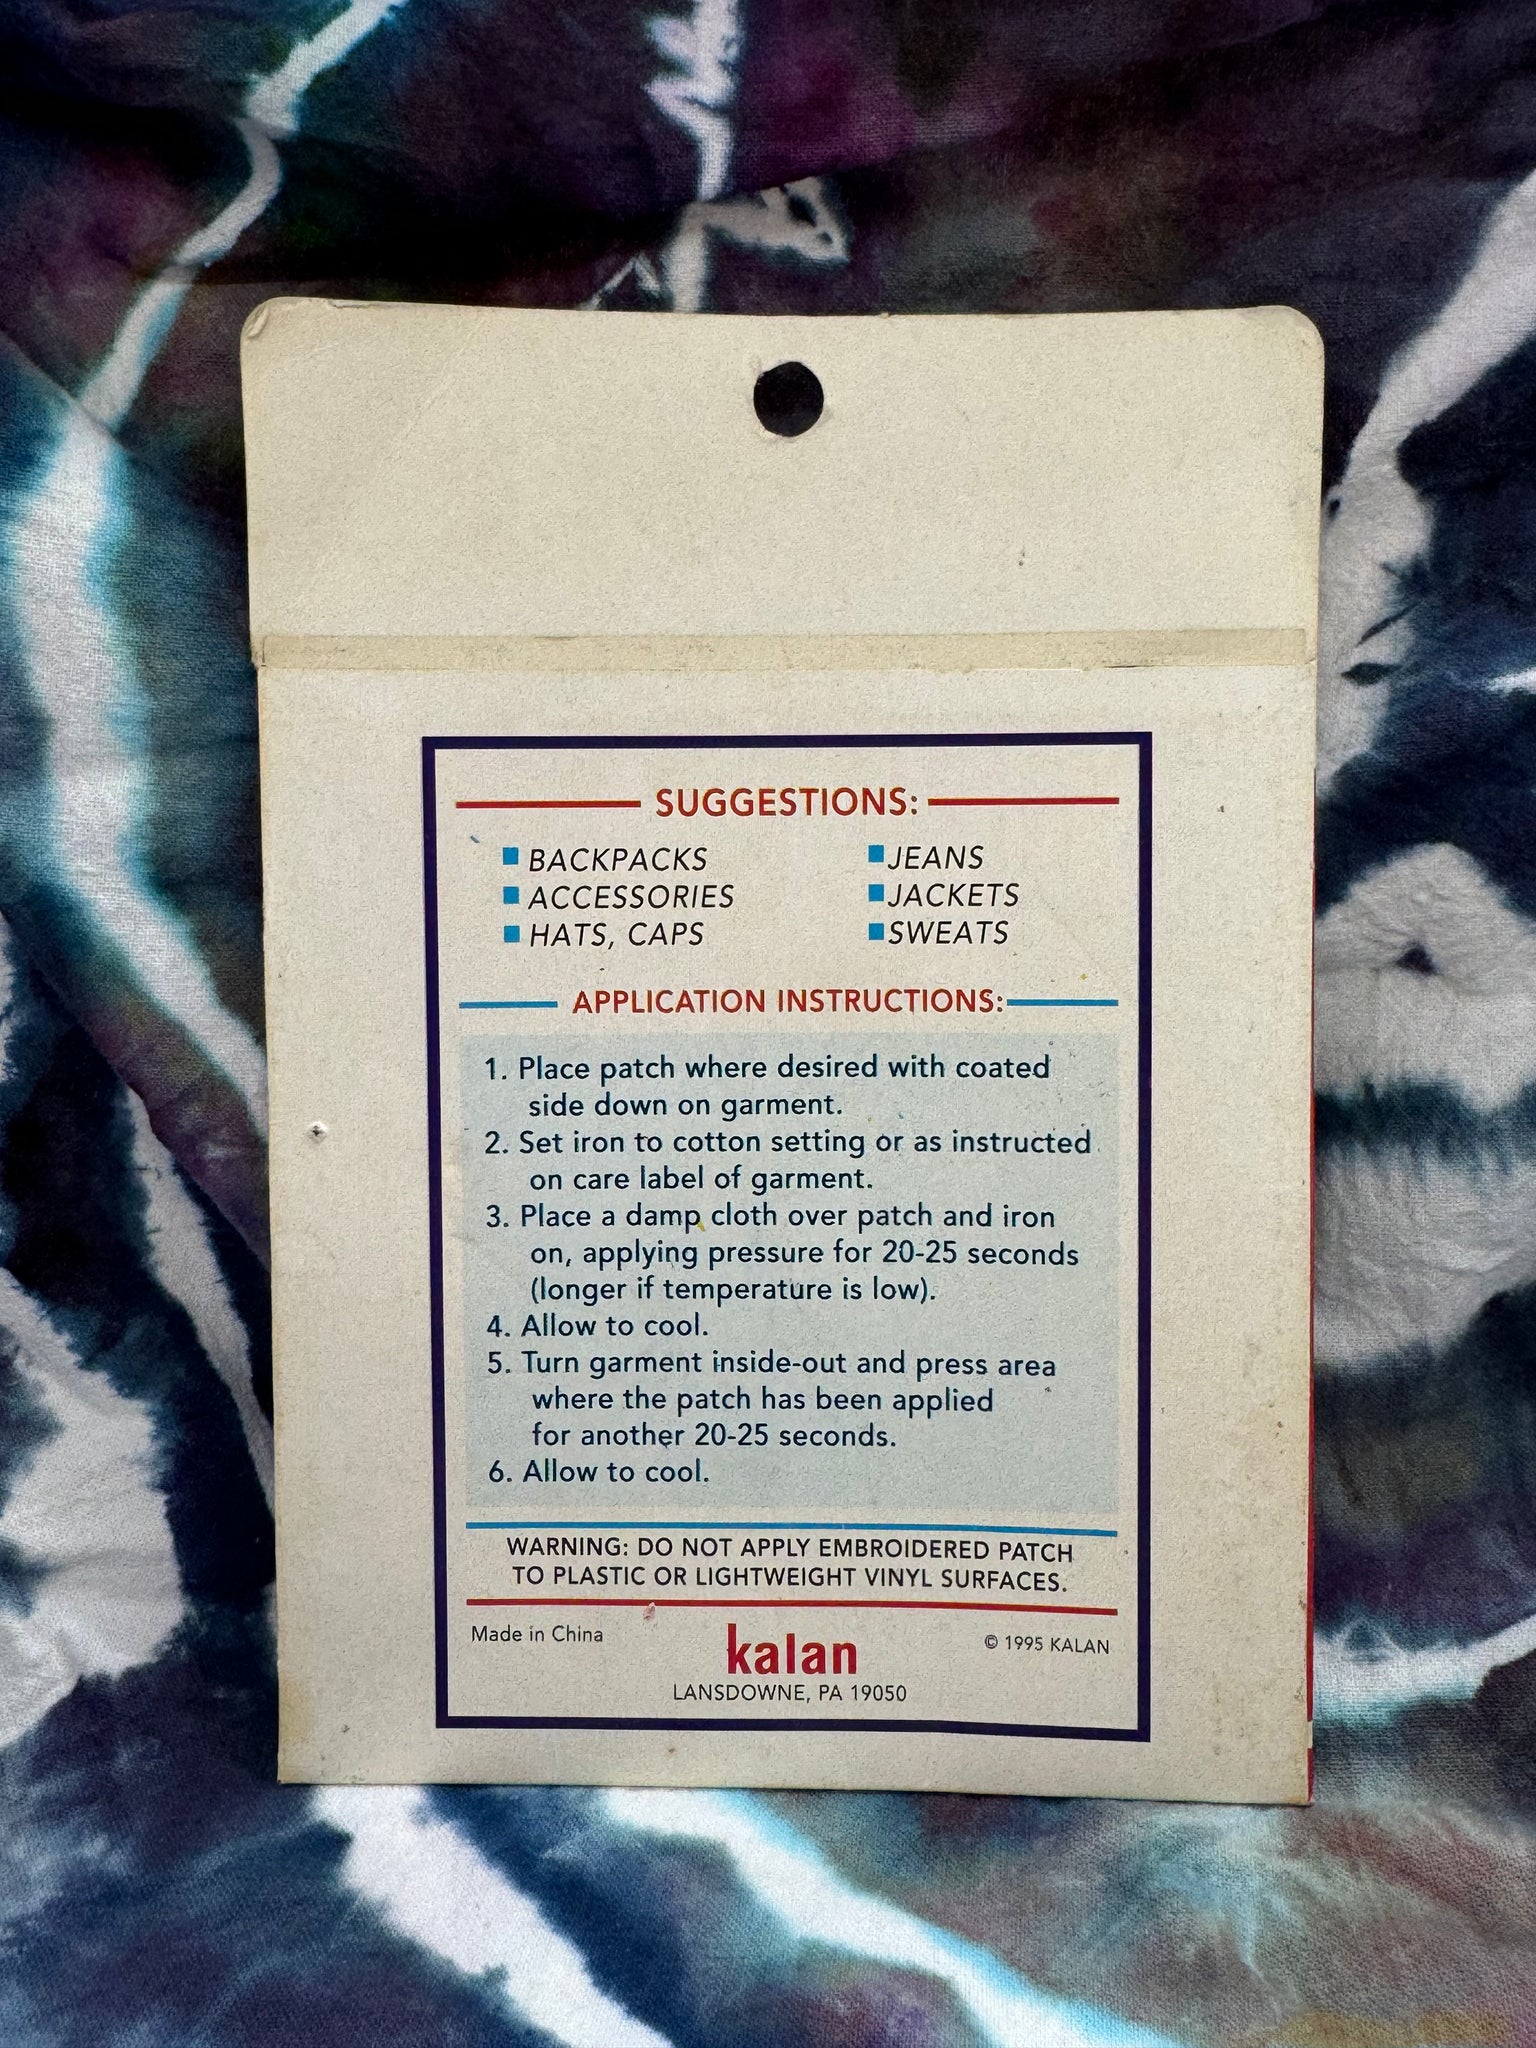 SUGGESTIONS:
BACKPACKS
JEANS
ACCESSORIES
JACKETS
HATS, CAPS
SWEATS
APPLICATION INSTRUCTIONS:
1. Place patch where desired with coated
side down on garment.
2. Set iron to cotton setting or as instructed
on care label of garment.
3. Place a damp cloth over patch and iron
on, applying pressure for 20-25 seconds
(longer if temperature is low).
4. Allow to cool.
5. Turn garment inside-out and press area
where the patch has been applied
for another 20-25 seconds.
6. Allow to cool.
WARNING: DO NOT APPLY EMBROIDERED PATCH
TO PLASTIC OR LIGHTWEIGHT VINYL SURFACES.
Made in China
kalan
© 1995 KALAN
LANSDOWNE, PA 19050